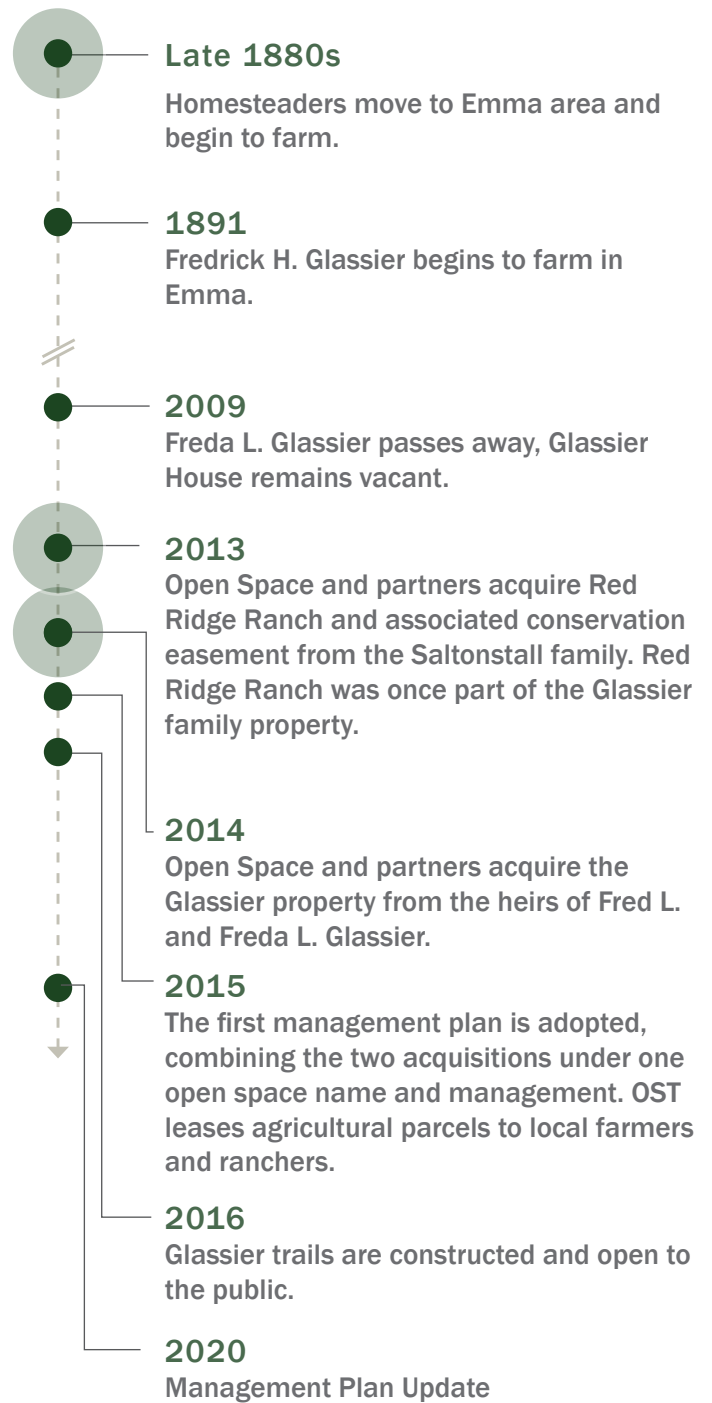 Late 1880s
Homesteaders move to Emma area and
begin to farm.
1891
Fredrick H. Glassier begins to farm in
Emma.
2009
Freda L. Glassier passes away, Glassier
House remains vacant.
2013
Open Space and partners acquire Red
Ridge Ranch and associated conservation
easement from the Saltonstall family. Red
Ridge Ranch was once part of the Glassier
family property.
2014
Open Space and partners acquire the
Glassier property from the heirs of Fred L.
and Freda L. Glassier.
2015
The first management plan is adopted,
combining the two acquisitions under one
open space name and management. OST
leases agricultural parcels to local farmers
and ranchers.
2016
Glassier trails are constructed and open to
the public.
2020
Management Plan Update